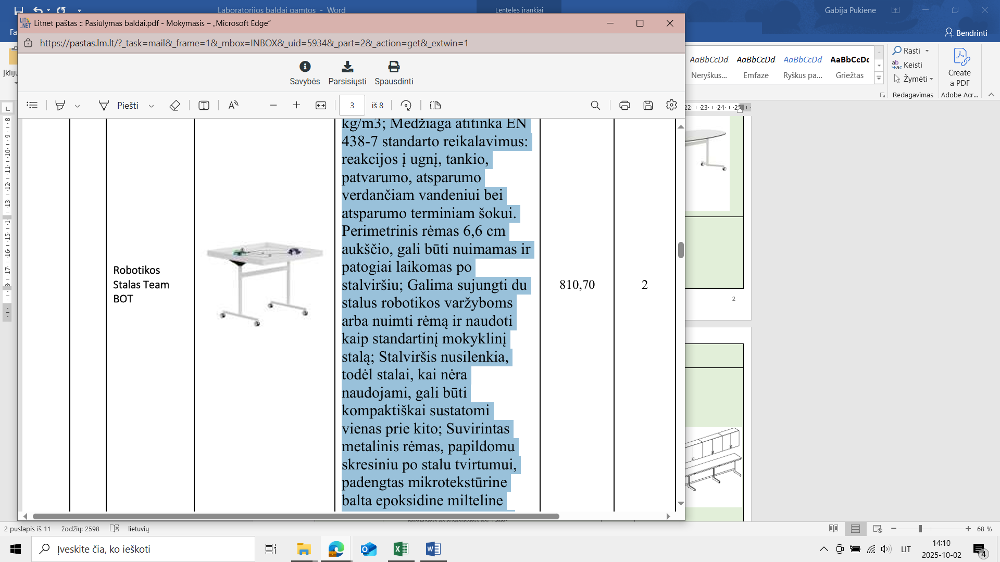 Laboratorijos baldai gamtos - Word
Lentelės įrankiai
Gabija Pukienė
Litnet paštas :: Pasiūlymas baldai.pdf - Mokymasis – „Microsoft Edge“
Bendrinti
https://pastas.lm.lt/?_task=mail&_frame=1&_mbox=INBOX&_uid=5934&_part=2&_action=get&_extwin=1
Savybės
Parsisiųsti
Spausdinti
AaBbCcDd
AaBbCcDd
AaBbCcDd
AaBbCcDc
Neryškus...
Emfazė
Ryškus pa...
Griežtas
Rasti
Keisti
Žymėti
Redagavimas
Create
a PDF
Adobe Acr...
Piešti
3
iš 8
kg/m3; Medžiaga atitinka EN
438-7 standarto reikalavimus:
reakcijos į ugnį, tankio,
patvarumo, atsparumo
verdančiam vandeniui bei
atsparumo terminiam šokui.
Perimetrinis rėmas 6,6 cm
aukščio, gali būti nuimamas ir
patogiai laikomas po
stalviršiu; Galima sujungti du
stalus robotikos varžyboms
arba nuimti rėmą ir naudoti
kaip standartinį mokyklinį
stalą; Stalviršis nusilenkia,
todėl stalai, kai nėra
naudojami, gali būti
kompaktiškai sustatomi
vienas prie kito; Suvirintas
metalinis rėmas, papildomu
skresiniu po stalu tvirtumui,
padengtas mikrotekstūrine
balta epoksidine milteline
Robotikos
Stalas Team
BOT
810,70
2
2
2 puslapis iš 11
žodžių: 2598
lietuvių
68 %
Įveskite čia, ko ieškoti
LIT
14:10
2025-10-02
4